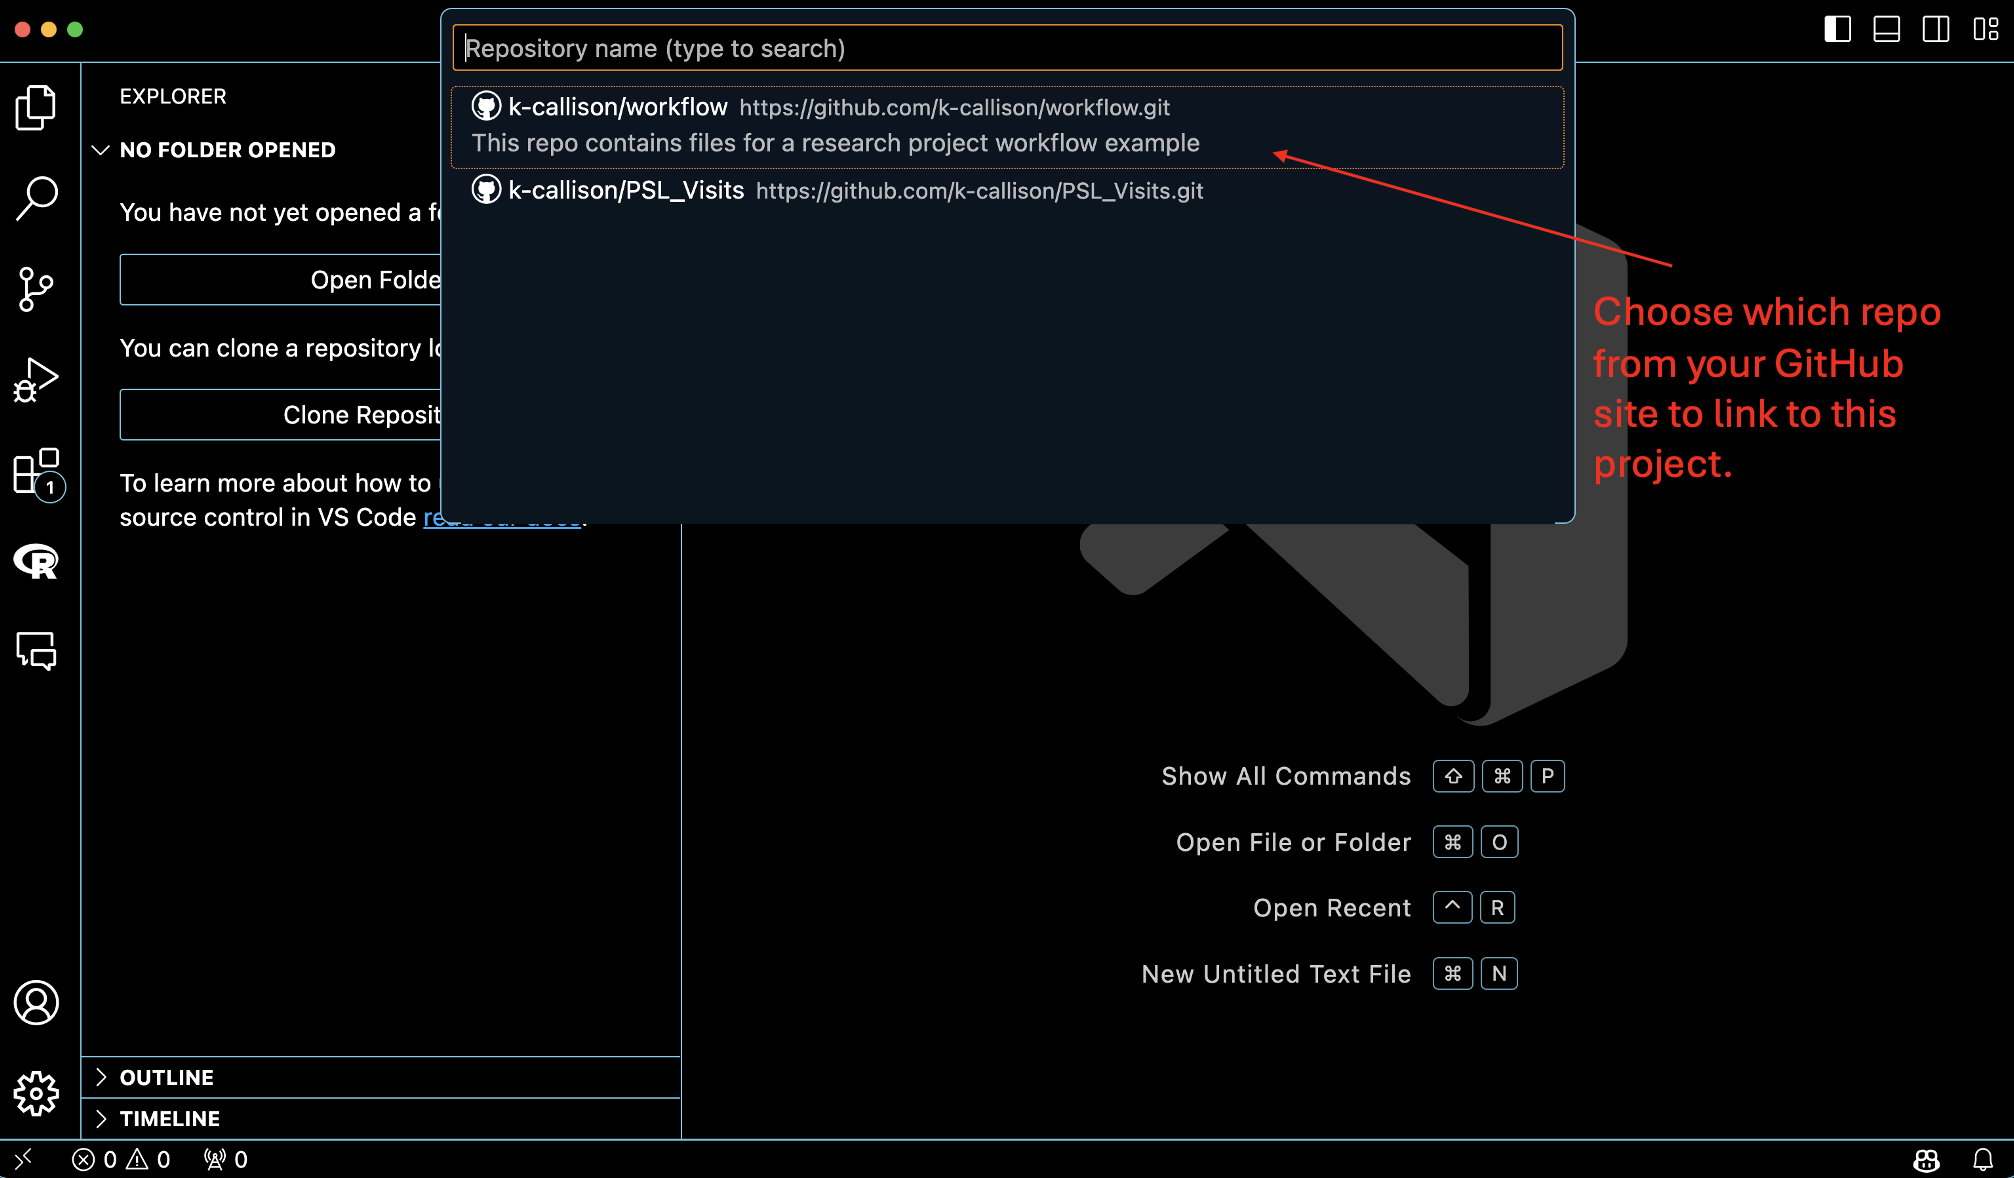 Repository name (type to search)
k-callison/workflow https://github.com/k-callison/workflow.git
This repo contains files for a research project workflow example
k-callison/PSL_Visits https://github.com/k-callison/PSL_Visits.git
EXPLORER
NO FOLDER OPENED
You have not yet opened a fo
Open Folde
You can clone a repository lo
Clone Reposit
To learn more about how to
source control in VS Code read our docs.
Choose which repo
from your GitHub
site to link to this
project.
1
R
Show All Commands ⇧ ⌘ P
Open File or Folder ⌘ O
Open Recent ^ R
New Untitled Text File ⌘ N
OUTLINE
TIMELINE
0 0 0